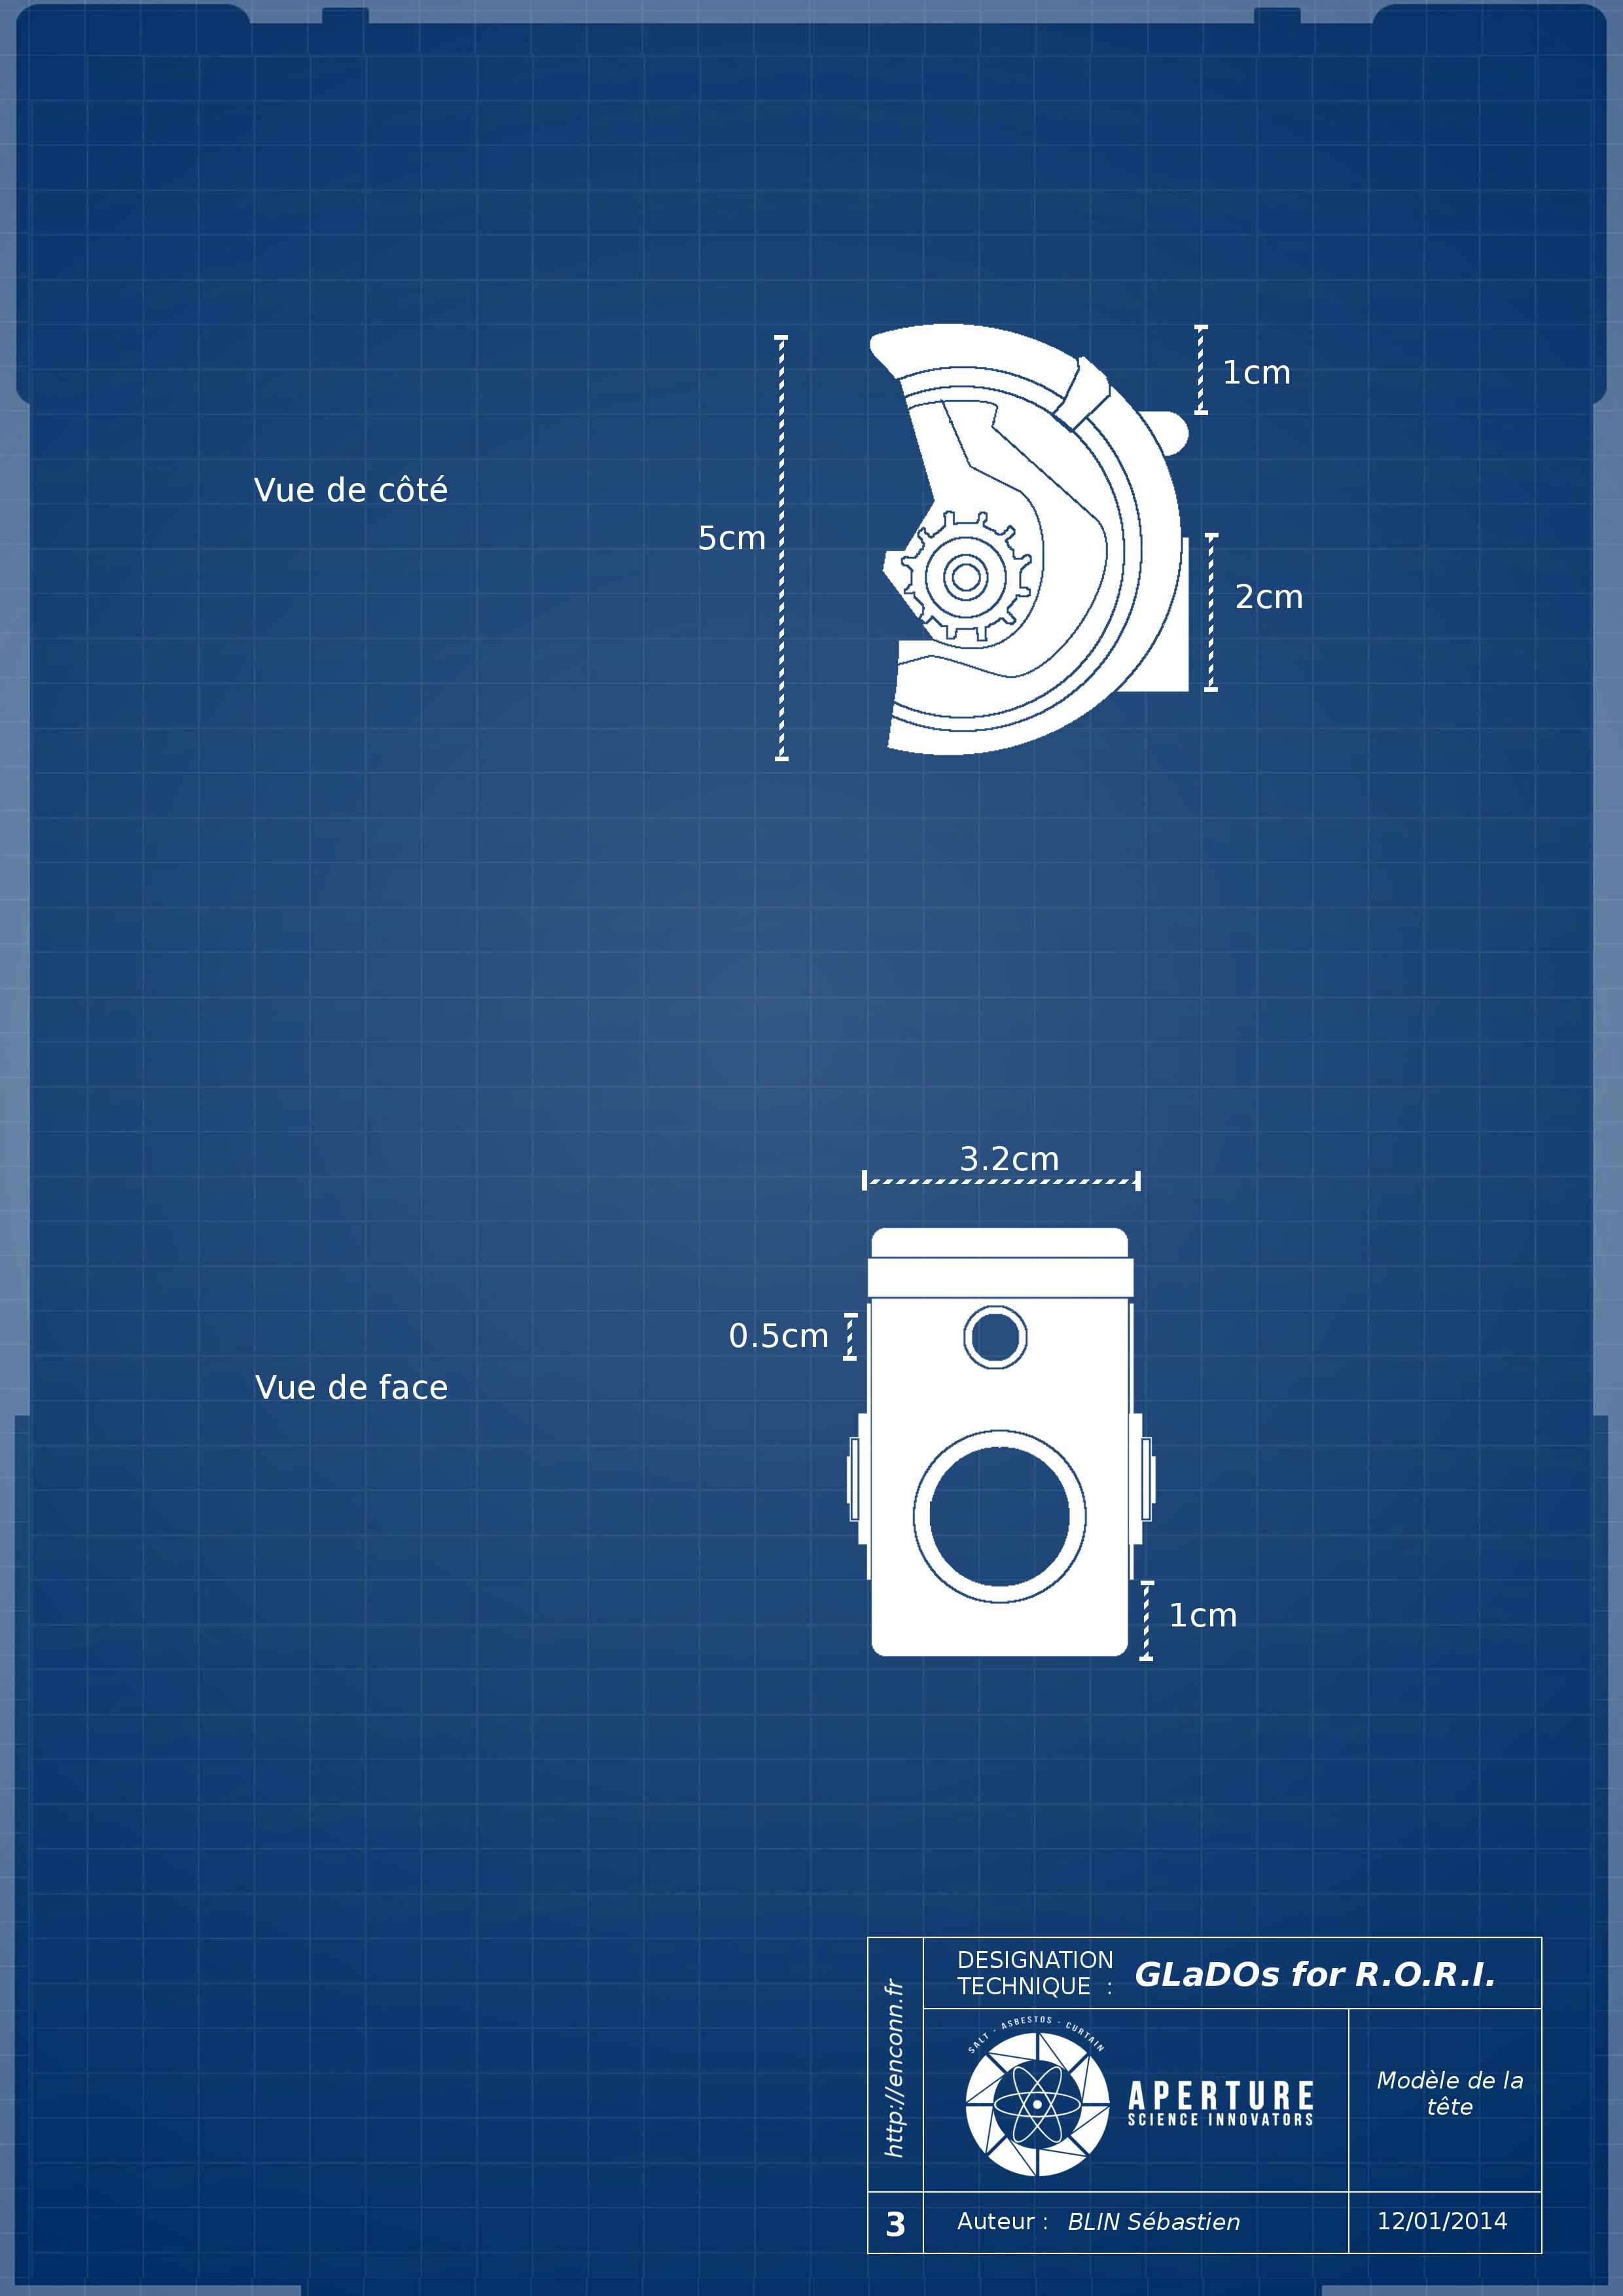 1cm
Vue de côté
5cm
2cm
3.2cm
0.5cm
Vue de face
1cm
http://enconn.fr
DESIGNATION
TECHNIQUE :
GLaDOs for R.O.R.I.
SALT - ASBESTOS - CURTAIN
APERTURE
SCIENCE INNOVATORS
Modèle de la
tête
3
Auteur : BLIN Sébastien
12/01/2014